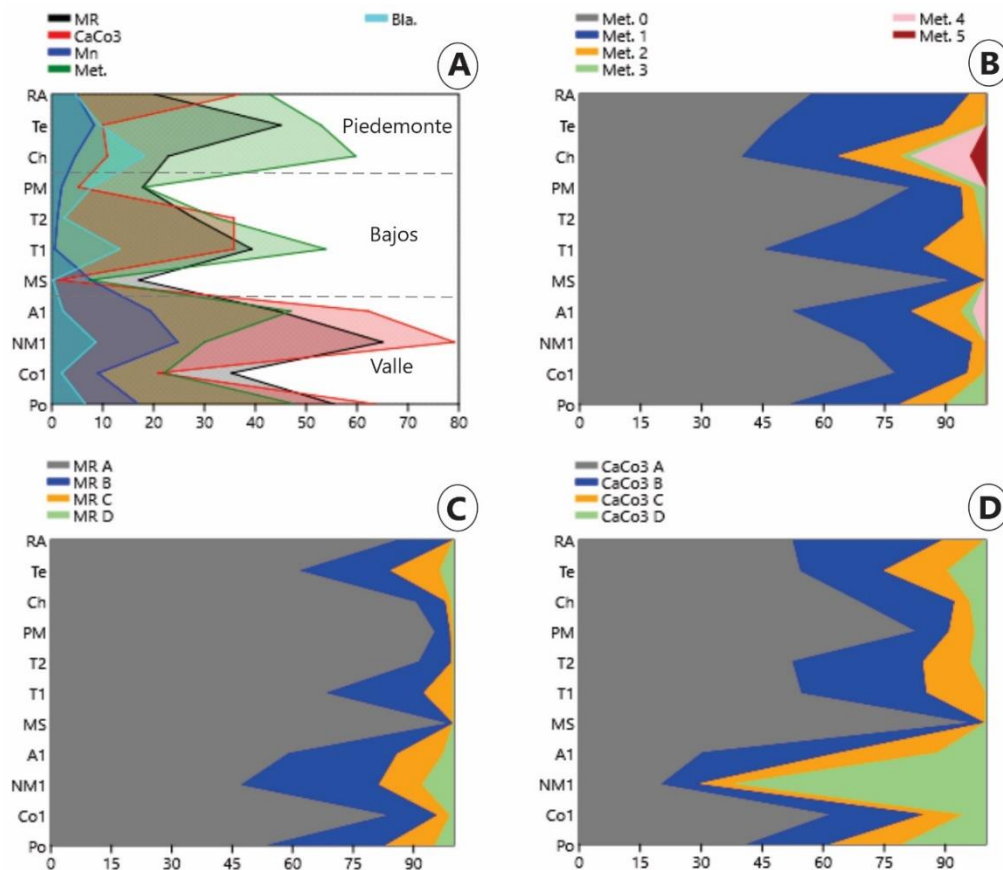 MR
CaCo3
Mn
Met.
Bla.
A
RA
Te
Ch
PM
T2
T1
MS
A1
NM1
Co1
Po
Piedemonte
Bajos
Valle
0 10 20 30 40 50 60 70 80
Met. 0
Met. 1
Met. 2
Met. 3
Met. 4
Met. 5
B
RA
Te
Ch
PM
T2
T1
MS
A1
NM1
Co1
Po
0 15 30 45 60 75 90
MR A
MR B
MR C
MR D
C
RA
Te
Ch
PM
T2
T1
MS
A1
NM1
Co1
Po
0 15 30 45 60 75 90
CaCo3 A
CaCo3 B
CaCo3 C
CaCo3 D
D
RA
Te
Ch
PM
T2
T1
MS
A1
NM1
Co1
Po
0 15 30 45 60 75 90